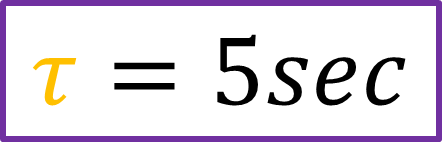 τ = 5sec